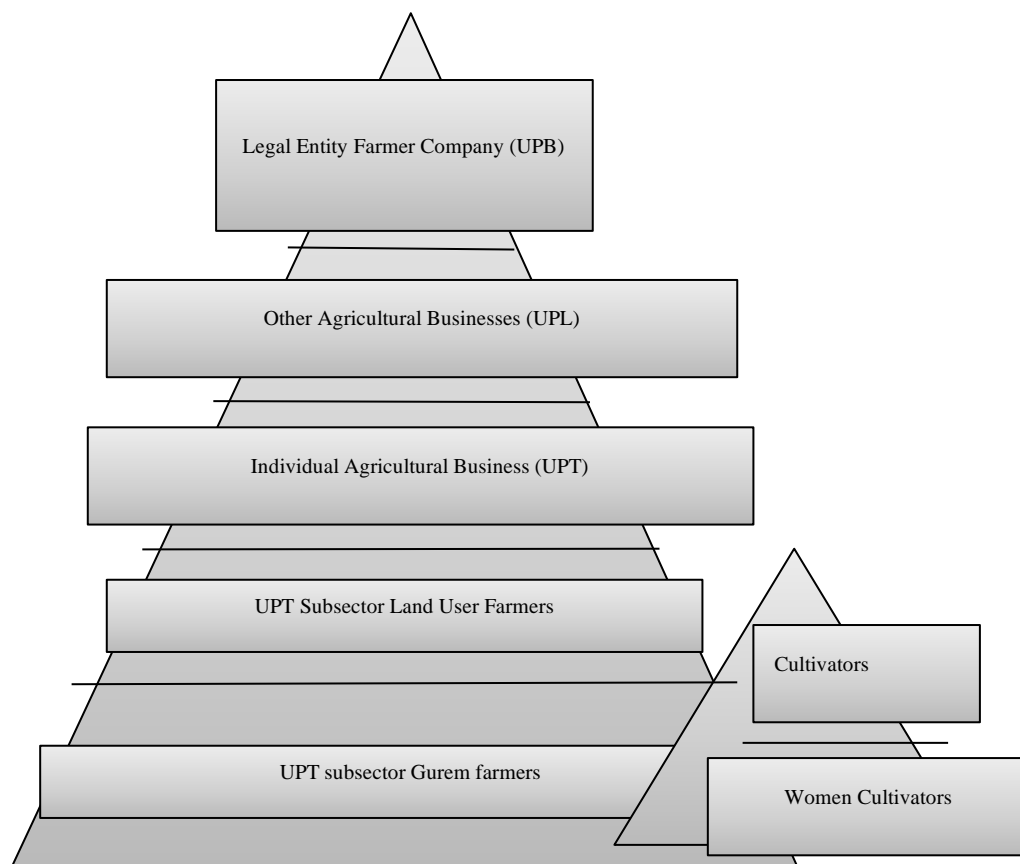 Legal Entity Farmer Company (UPB)
Other Agricultural Businesses (UPL)
Individual Agricultural Business (UPT)
UPT Subsector Land User Farmers
Cultivators
UPT subsector Gurem farmers
Women Cultivators